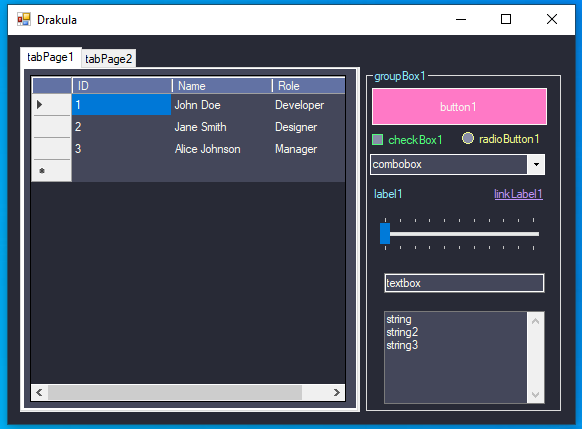 Drakula
tabPage1 tabPage2
ID Name Role
1 John Doe Developer
2 Jane Smith Designer
3 Alice Johnson Manager
groupBox1
button1
checkBox1 radioButton1
combobox
label1 linkLabel1
textbox
string
string2
string3